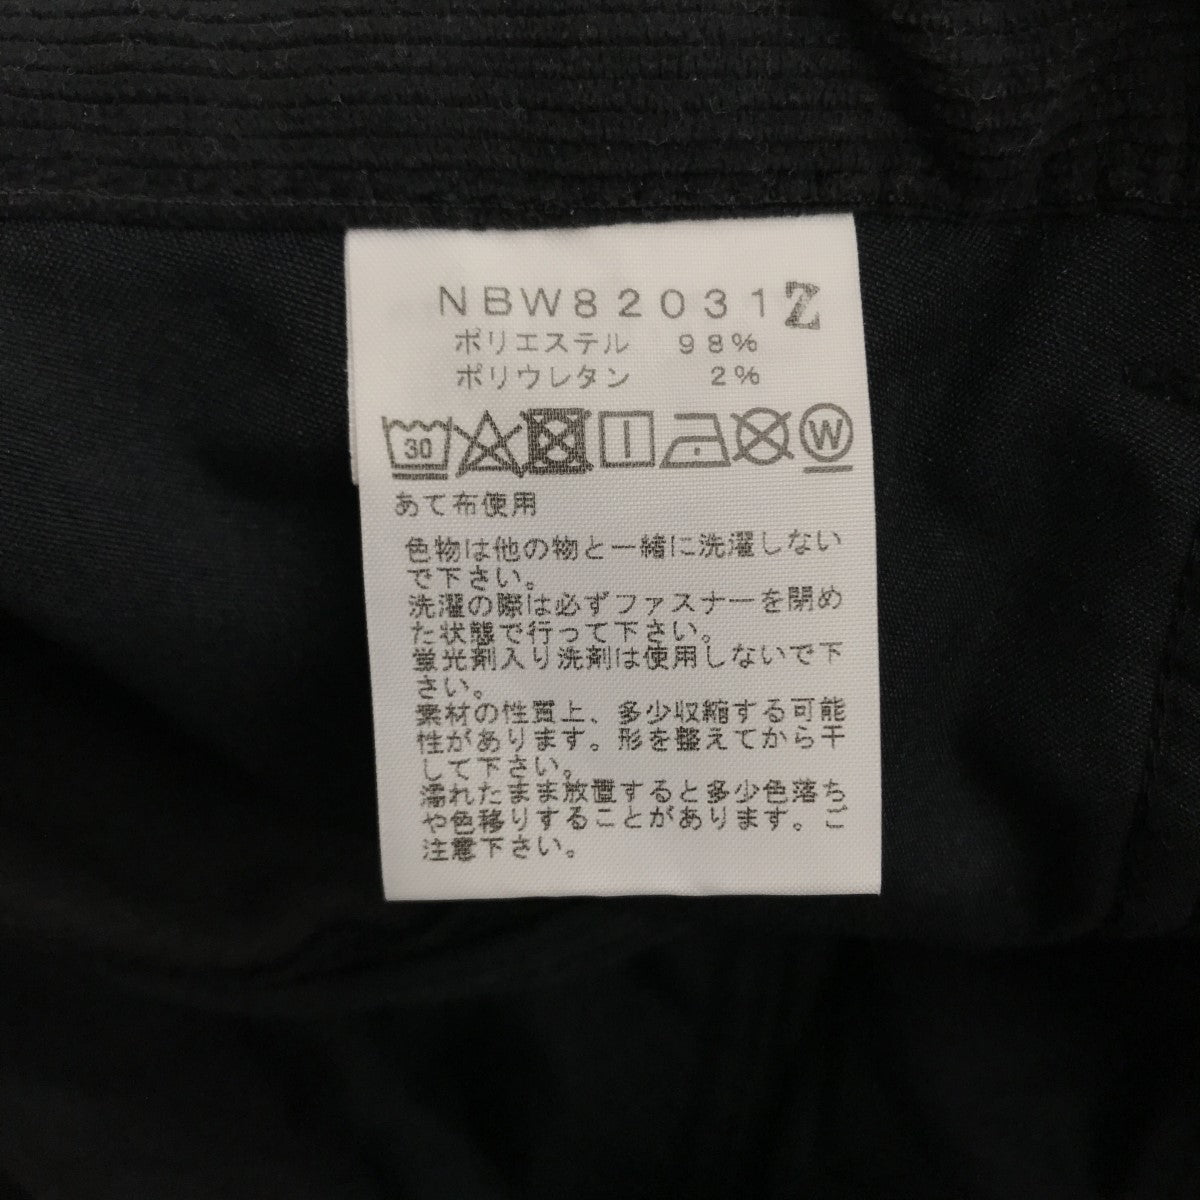 NBW82031Z
ポリエステル 98%
ポリウレタン 2%
30 W
あて布使用
色物は他の物と一緒に洗濯しない
で下さい。
洗濯の際は必ずファスナーを閉め
た状態で行って下さい。
蛍光剤入り洗剤は使用しないで下
さい。
素材の性質上、多少収縮する可能
性があります。形を整えてから干
して下さい。
濡れたまま放置すると多少色落ち
や色移りすることがあります。ご
注意下さい。